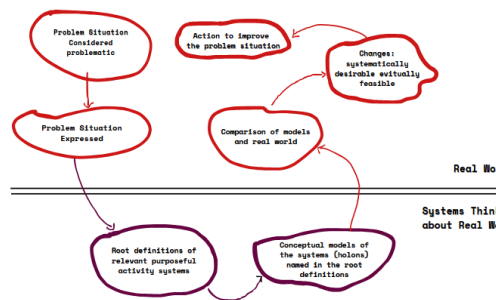 Problem Situation
Considered
problematic
Action to improve
the problem situation
Changes:
systematically
desirable evitually
feasible
Problem Situation
Expressed
Comparison of models
and real world
Real Wo
Systems Think
about Real Wo
Root definitions of
relevant purposeful
activity systems
Conceptual models of
the systems (holons)
named in the root
definitions